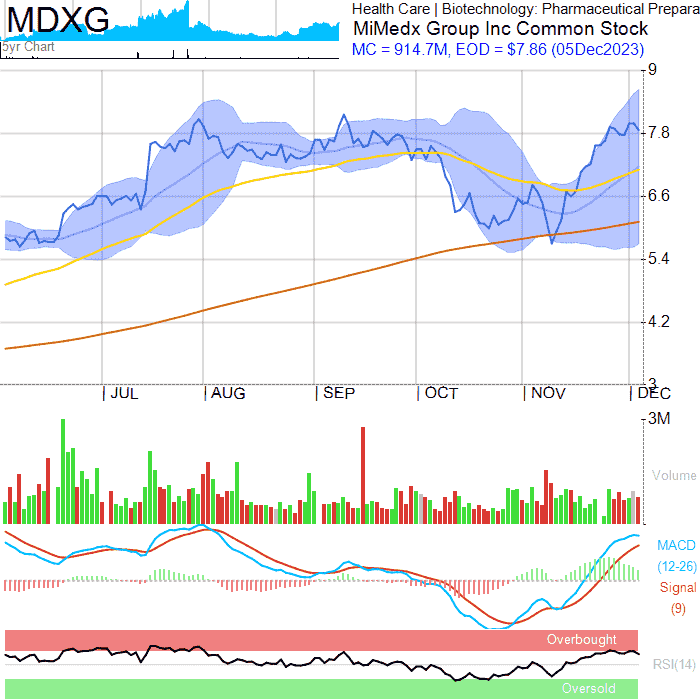 MDXG
5yr Chart
Health Care | Biotechnology: Pharmaceutical Prepara
MiMedx Group Inc Common Stock
MC = 914.7M, EOD = $7.86 (05Dec2023)
9
7.8
6.6
5.4
4.2
3
JUL
AUG
SEP
OCT
NOV
DEC
3M
Volume
MACD
(12-26)
Signal
(9)
Overbought
RSI(14)
Oversold